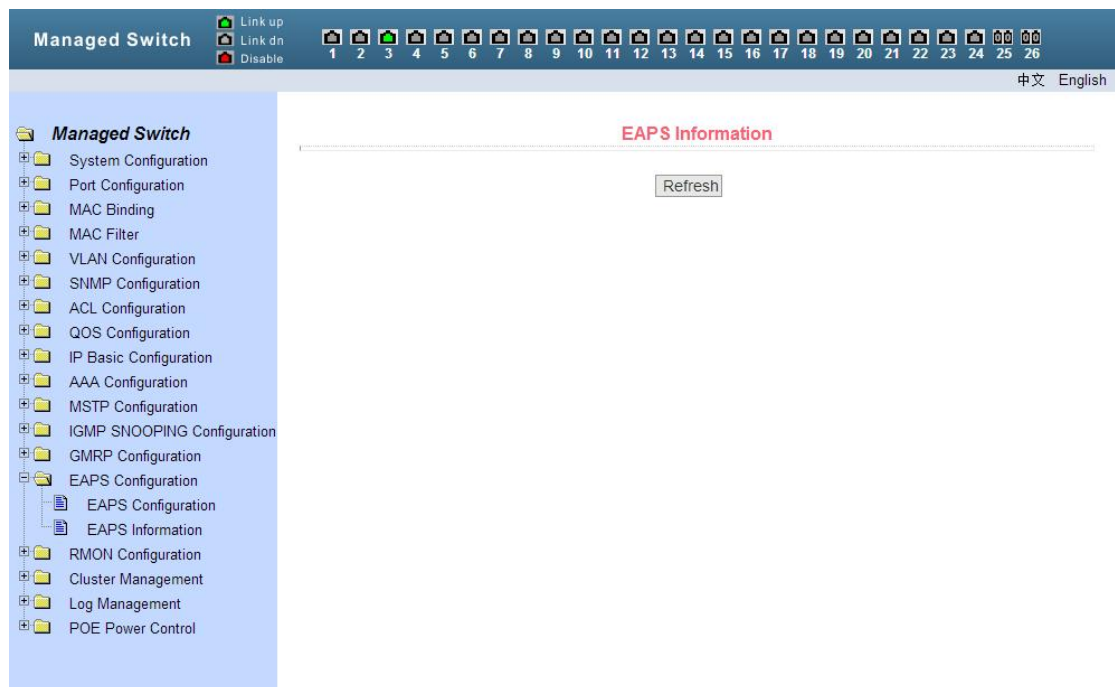 Managed Switch
Link up
Link dn
Disable
1 2 3 4 5 6 7 8 9 10 11 12 13 14 15 16 17 18 19 20 21 22 23 24 25 26
中文 English
Managed Switch
System Configuration
Port Configuration
MAC Binding
MAC Filter
VLAN Configuration
SNMP Configuration
ACL Configuration
QOS Configuration
IP Basic Configuration
AAA Configuration
MSTP Configuration
IGMP SNOOPING Configuration
GMRP Configuration
EAPS Configuration
EAPS Configuration
EAPS Information
RMON Configuration
Cluster Management
Log Management
POE Power Control
EAPS Information
Refresh